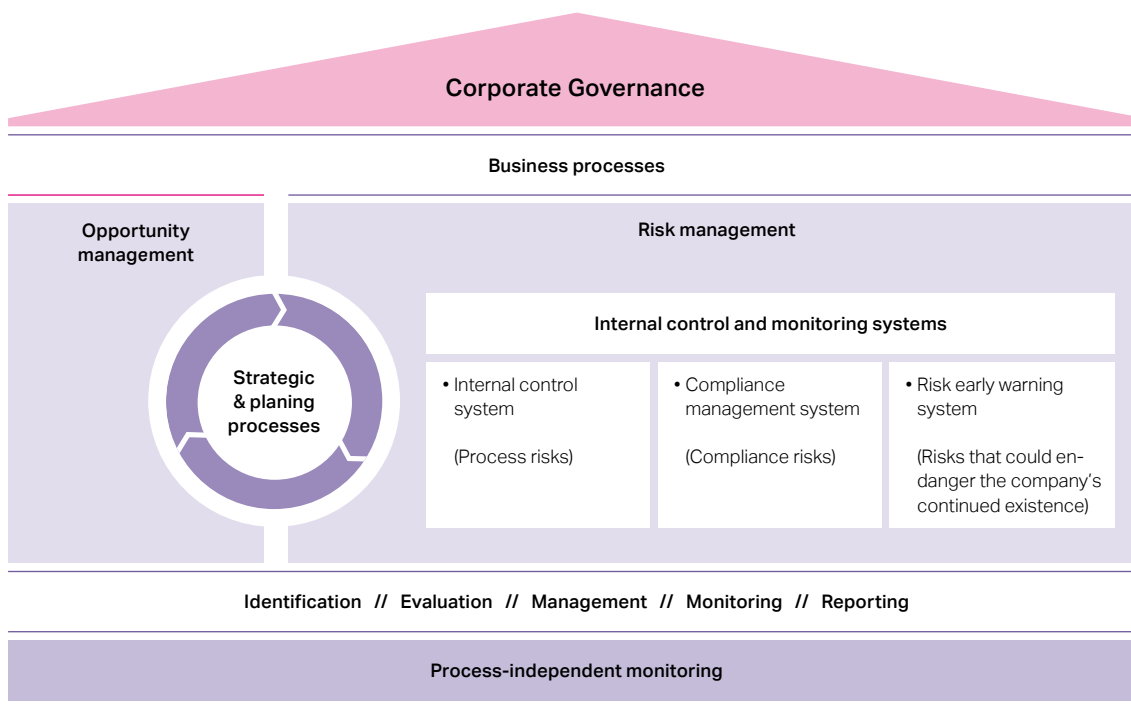 Corporate Governance
Business processes
Opportunity
management
Risk management
Strategic
& planing
processes
Internal control and monitoring systems
• Internal control
system
(Process risks)
• Compliance
management system
(Compliance risks)
• Risk early warning
system
(Risks that could en-
danger the company’s
continued existence)
Identification // Evaluation // Management // Monitoring // Reporting
Process-independent monitoring